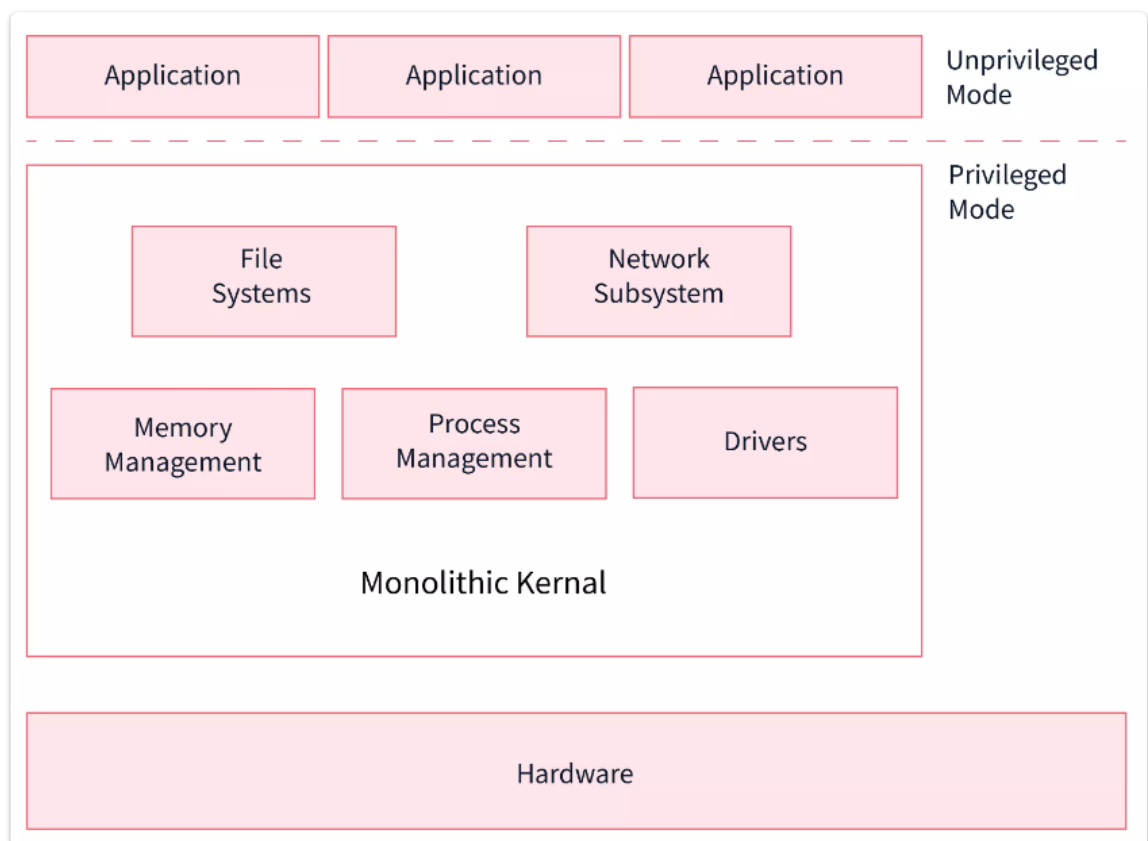 Application
Application
Application
Unprivileged
Mode
Privileged
Mode
File
Systems
Network
Subsystem
Memory
Management
Process
Management
Drivers
Monolithic Kernal
Hardware